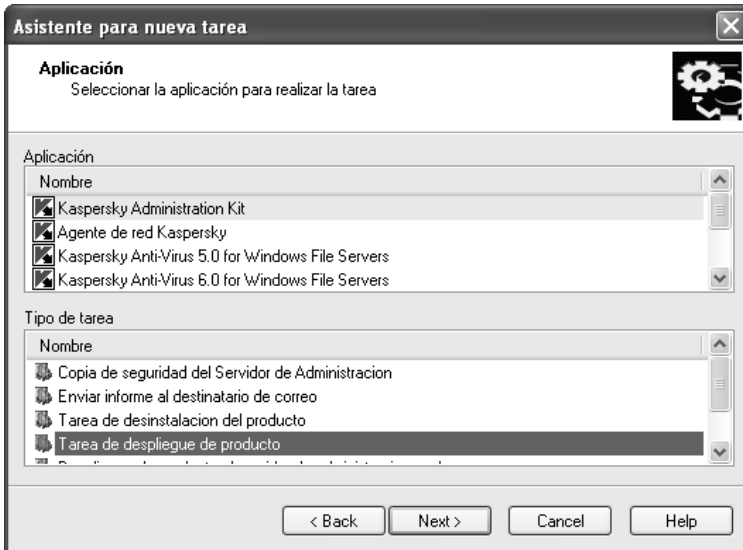 Asistente para nueva tarea
Aplicación
Seleccionar la aplicación para realizar la tarea
Aplicación
Nombre
Kaspersky Administration Kit
Agente de red Kaspersky
Kaspersky Anti-Virus 5.0 for Windows File Servers
Kaspersky Anti-Virus 6.0 for Windows File Servers
Tipo de tarea
Nombre
Copia de seguridad del Servidor de Administracion
Enviar informe al destinatario de correo
Tarea de desinstalacion del producto
Tarea de despliegue de producto
< Back
Next >
Cancel
Help